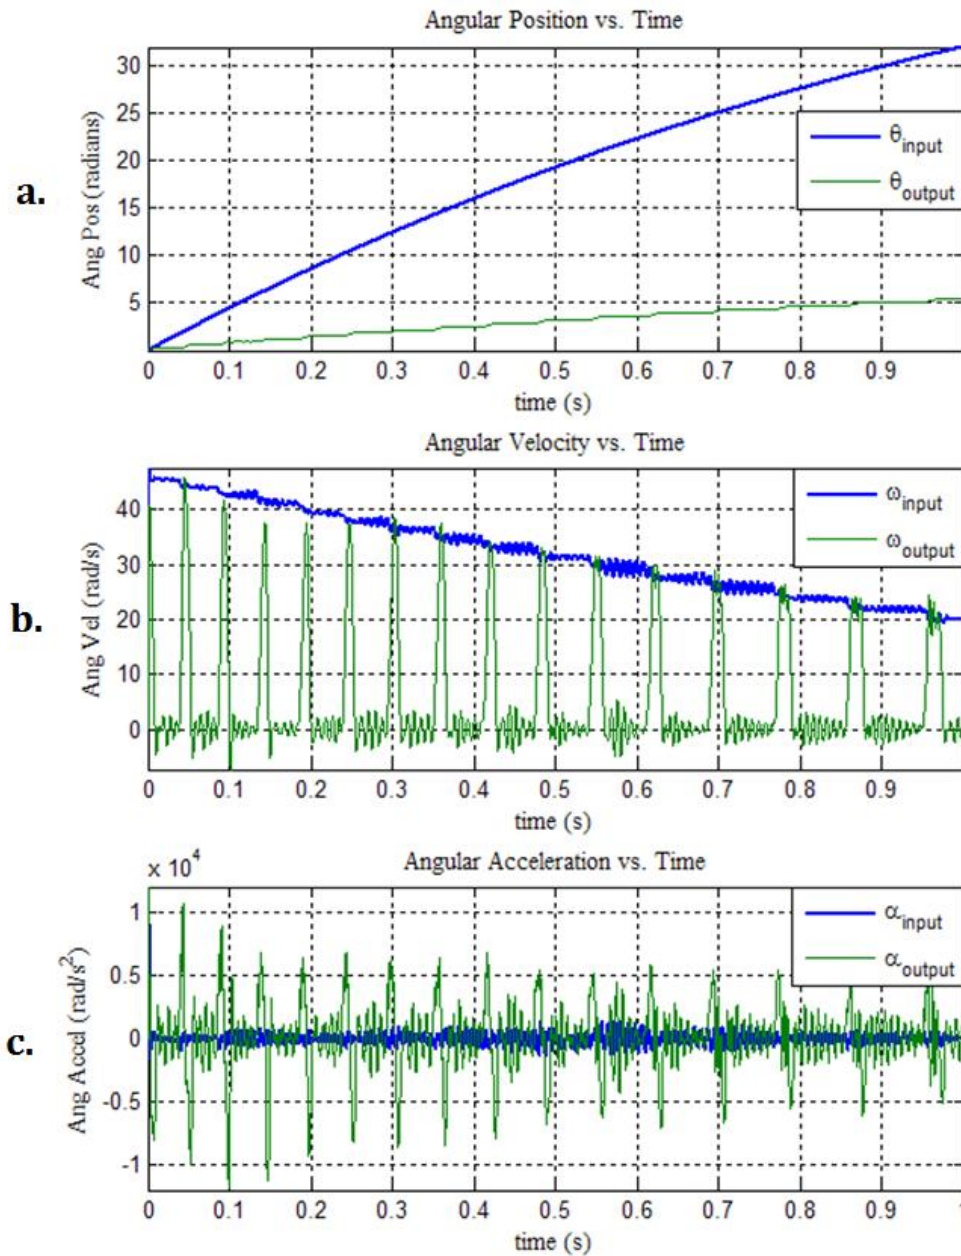 Angular Position vs. Time
a.
Ang Pos (radians)
30
25
20
15
10
5
θinput
θoutput
0 0.1 0.2 0.3 0.4 0.5 0.6 0.7 0.8 0.9
time (s)
Angular Velocity vs. Time
b.
Ang Vel (rad/s)
40
30
20
10
0
ωinput
ωoutput
0 0.1 0.2 0.3 0.4 0.5 0.6 0.7 0.8 0.9
time (s)
Angular Acceleration vs. Time
x 10^4
c.
Ang Accel (rad/s²)
1
0.5
0
-0.5
-1
αinput
αoutput
0 0.1 0.2 0.3 0.4 0.5 0.6 0.7 0.8 0.9 1
time (s)